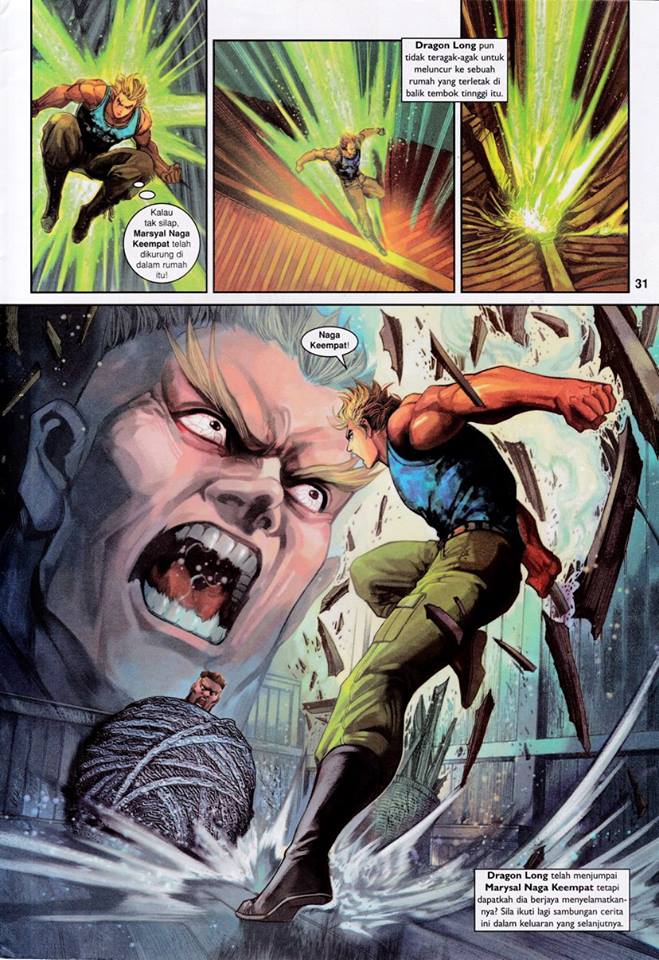 Kalau
tak silap,
Marsyal Naga
Keempat telah
dikurung di
dalam rumah
itu!
Dragon Long pun
tidak teragak-agak untuk
meluncur ke sebuah
rumah yang terletak di
balik tembok tinnggi itu.
31
Naga
Keempat!
Dragon Long telah menjumpai
Marysal Naga Keempat tetapi
dapatkah dia berjaya menyelamatkan-
nya? Sila ikuti lagi sambungan cerita
ini dalam keluaran yang selanjutnya.